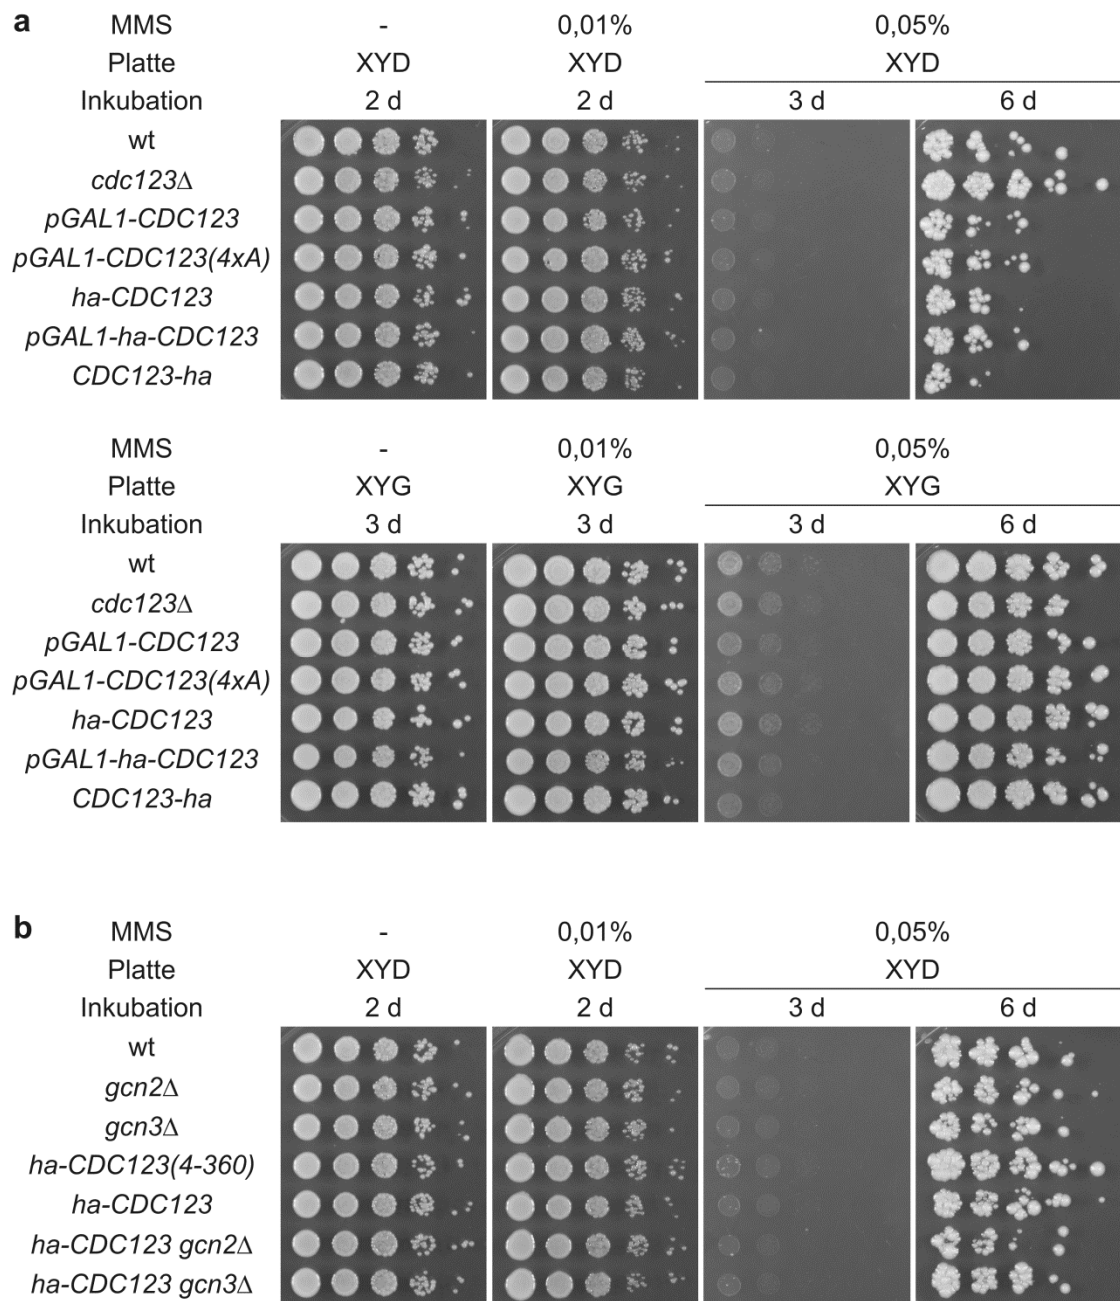 a
MMS - 0,01% 0,05%
Platte XYD XYD XYD
Inkubation 2 d 2 d 3 d 6 d
wt
cdc123Δ
pGAL1-CDC123
pGAL1-CDC123(4xA)
ha-CDC123
pGAL1-ha-CDC123
CDC123-ha
MMS - 0,01% 0,05%
Platte XYG XYG XYG
Inkubation 3 d 3 d 3 d 6 d
wt
cdc123Δ
pGAL1-CDC123
pGAL1-CDC123(4xA)
ha-CDC123
pGAL1-ha-CDC123
CDC123-ha
b
MMS - 0,01% 0,05%
Platte XYD XYD XYD
Inkubation 2 d 2 d 3 d 6 d
wt
gcn2Δ
gcn3Δ
ha-CDC123(4-360)
ha-CDC123
ha-CDC123 gcn2Δ
ha-CDC123 gcn3Δ